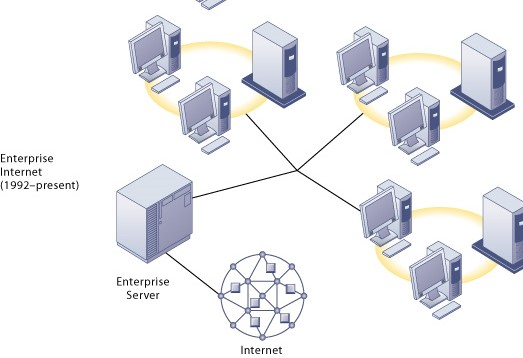 Enterprise
Internet
(1992–present)
Enterprise
Server
Internet